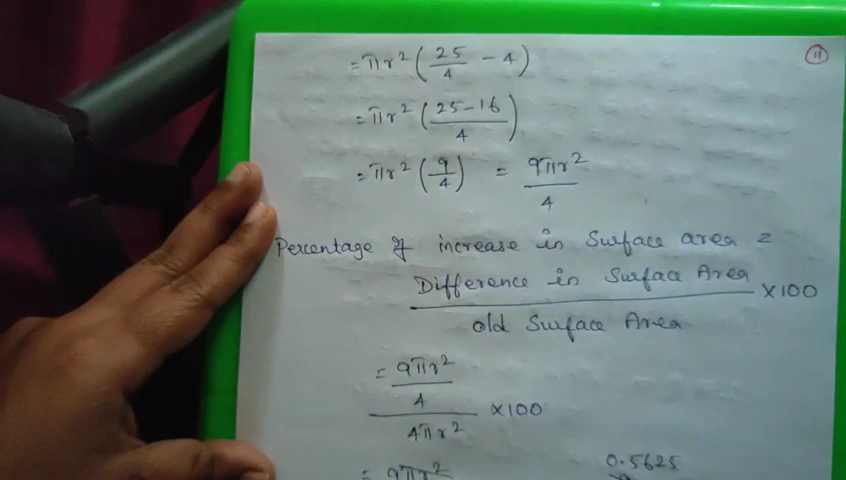 = πr² (25/4 - 4) 11
= πr² (25-16/4)
= πr² (9/4) = 9πr²/4
Percentage of increase in Surface area =
Difference in Surface Area / old Surface Area ×100
= 9πr²/4 / 4πr² ×100
= 9πr² 0.5625